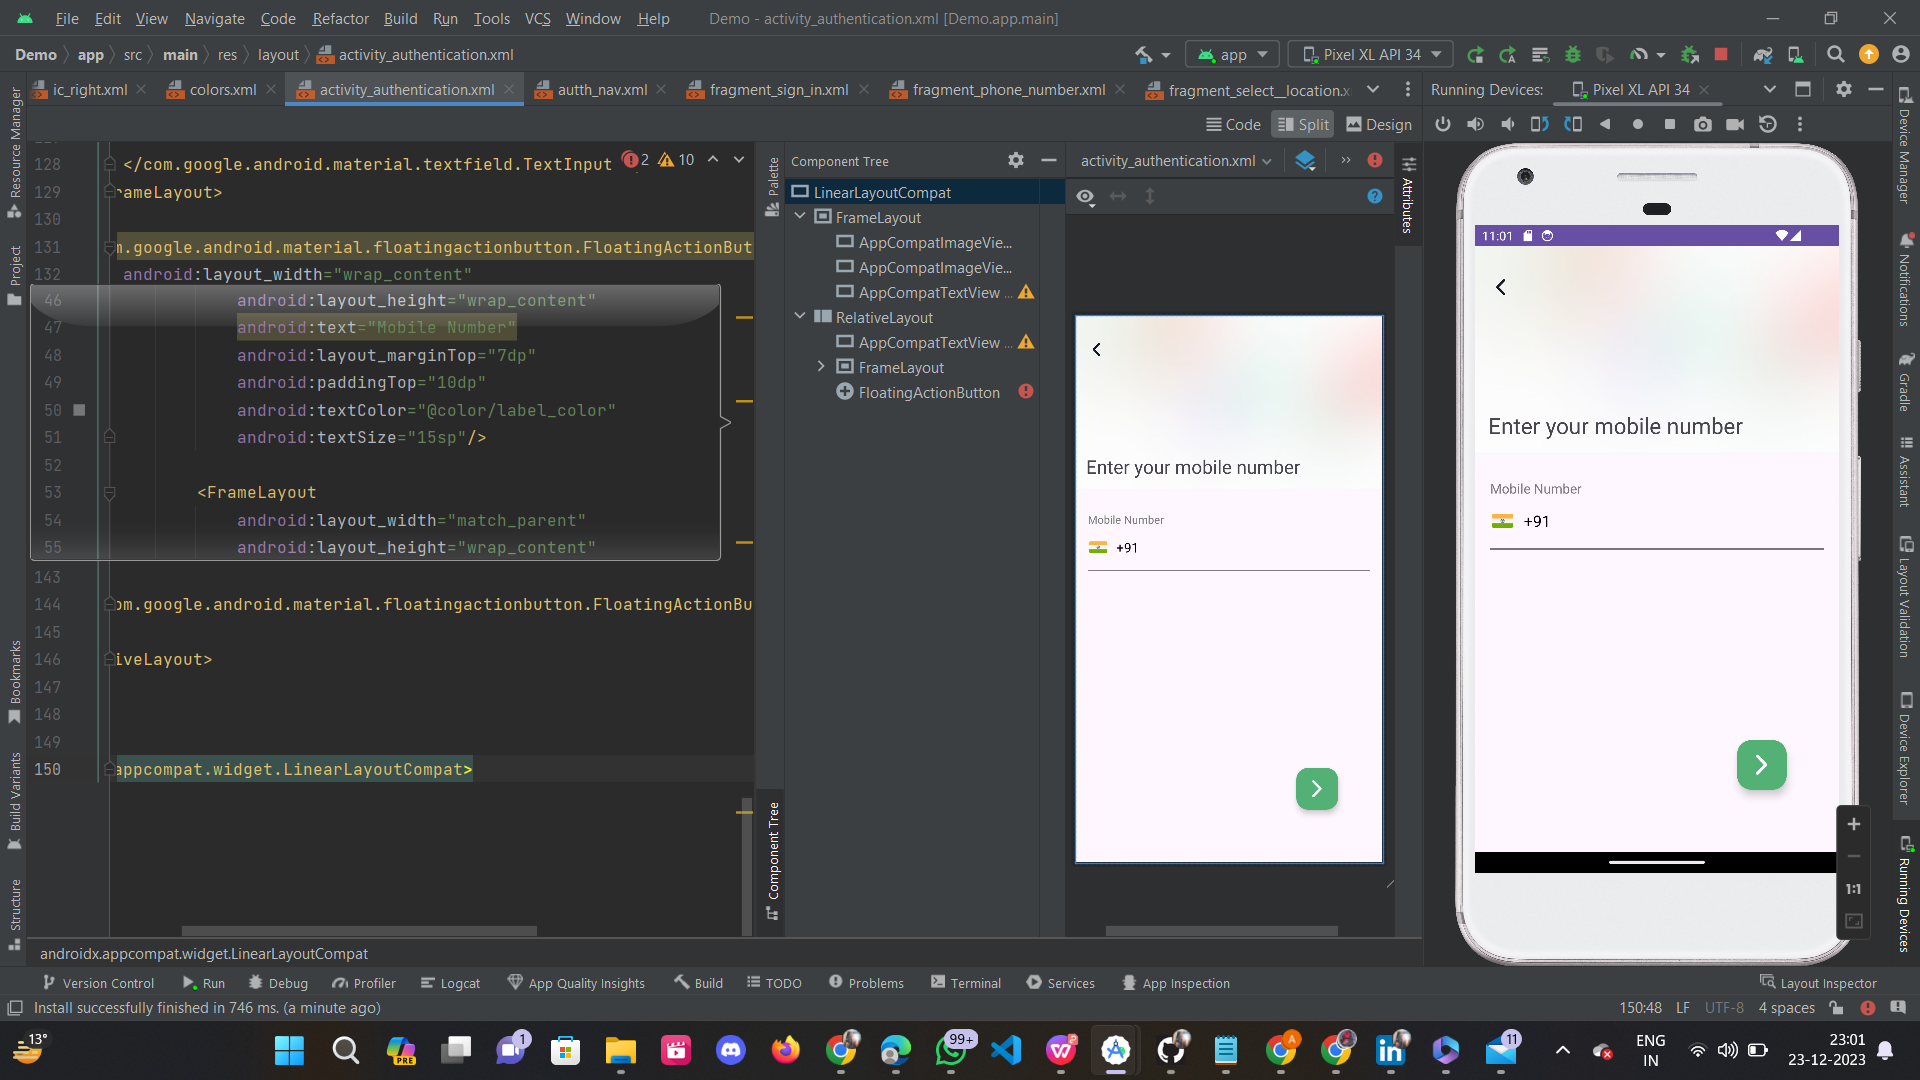 File Edit View Navigate Code Refactor Build Run Tools VCS Window Help Demo - activity_authentication.xml [Demo.app.main]
Demo app src main res layout activity_authentication.xml
app Pixel XL API 34
ic_right.xml colors.xml activity_authentication.xml autth_nav.xml fragment_sign_in.xml fragment_phone_number.xml fragment_select__location.x
Running Devices: Pixel XL API 34
Code Split Design
128 </com.google.android.material.textfield.TextInput 2 10
129 rameLayout>
130
131 m.google.android.material.floatingactionbutton.FloatingActionBut
132 android:layout_width="wrap_content"
46 android:layout_height="wrap_content"
47 android:text="Mobile Number"
48 android:layout_marginTop="7dp"
49 android:paddingTop="10dp"
50 android:textColor="@color/label_color"
51 android:textSize="15sp"/>
52
53 <FrameLayout
54 android:layout_width="match_parent"
55 android:layout_height="wrap_content"
143
144 om.google.android.material.floatingactionbutton.FloatingActionBu
145
146 iveLayout>
147
148
149
150 appcompat.widget.LinearLayoutCompat>
Resource Manager
Project
Bookmarks
Build Variants
Structure
Palette
Component Tree
Component Tree
LinearLayoutCompat
FrameLayout
AppCompatImageVie...
AppCompatImageVie...
AppCompatTextView ...
RelativeLayout
AppCompatTextView ...
FrameLayout
FloatingActionButton
activity_authentication.xml
Attributes
Enter your mobile number
Mobile Number
+91
11:01
Enter your mobile number
Mobile Number
+91
1:1
Device Manager
Notifications
Gradle
Assistant
Layout Validation
Device Explorer
Running Devices
androidx.appcompat.widget.LinearLayoutCompat
Version Control Run Debug Profiler Logcat App Quality Insights Build TODO Problems Terminal Services App Inspection Layout Inspector
Install successfully finished in 746 ms. (a minute ago) 150:48 LF UTF-8 4 spaces
13° PRE 1 99+ A 11 ENG
IN
23:01
23-12-2023